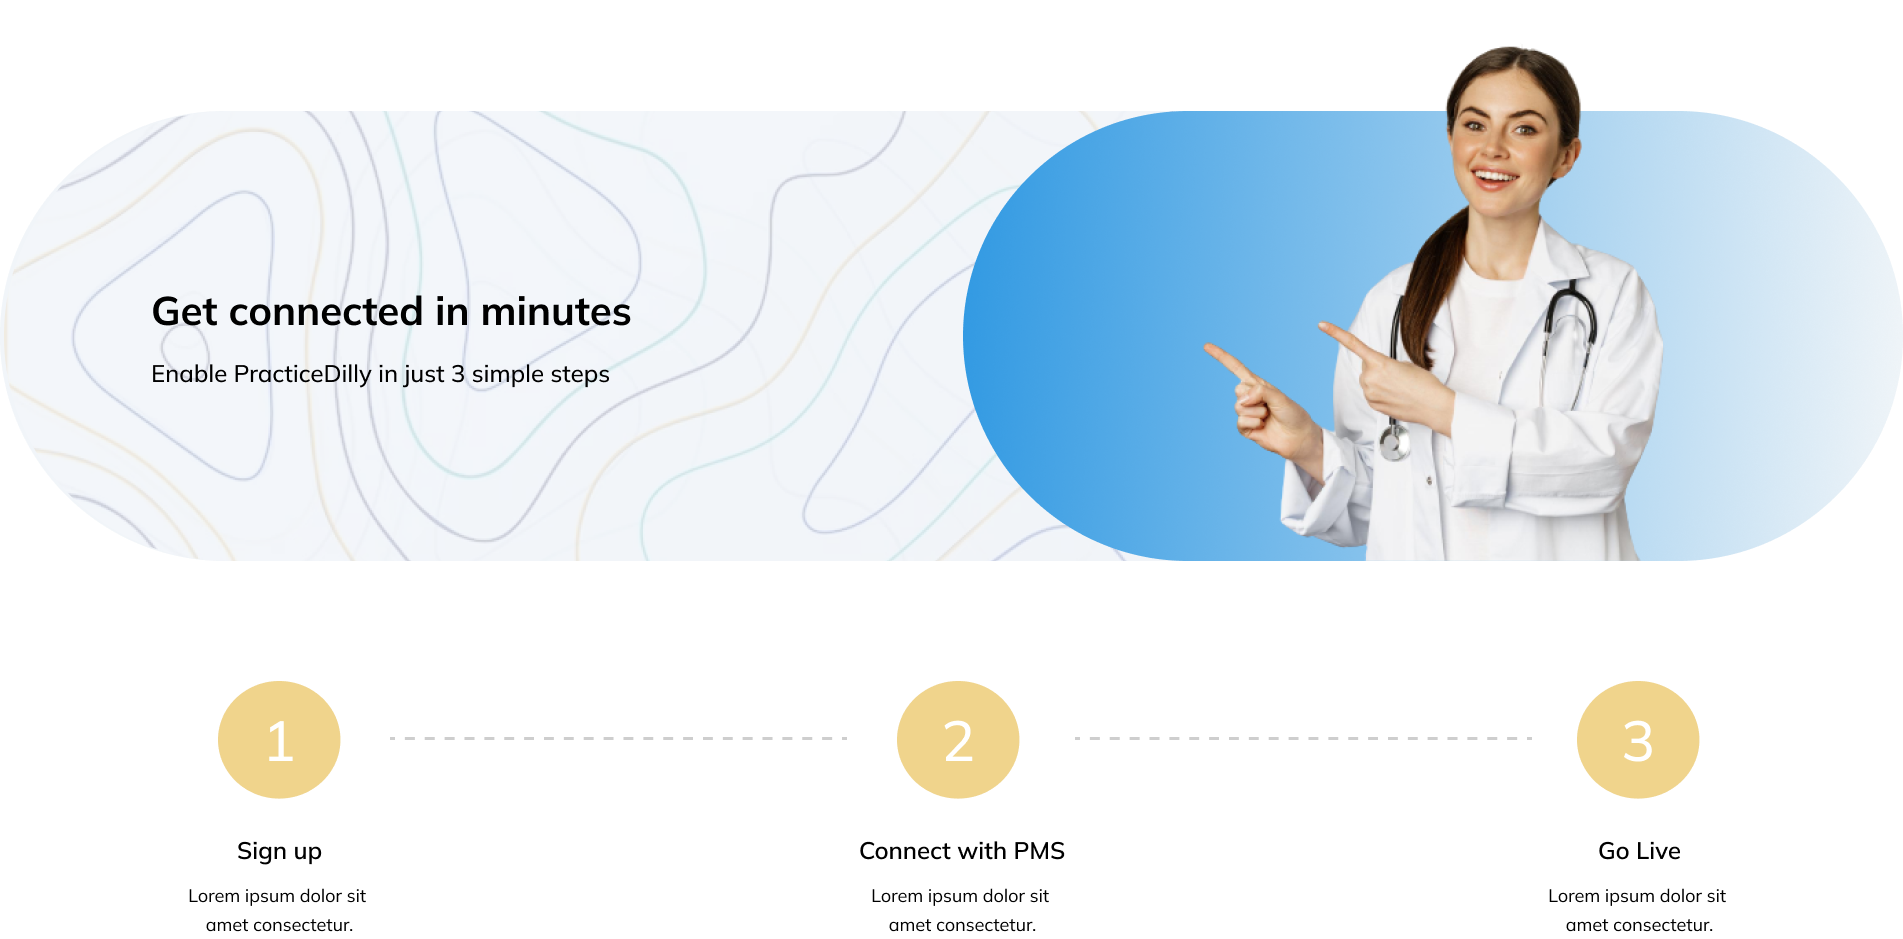 Get connected in minutes
Enable PracticeDilly in just 3 simple steps
1
2
3
Sign up
Connect with PMS
Go Live
Lorem ipsum dolor sit
amet consectetur.
Lorem ipsum dolor sit
amet consectetur.
Lorem ipsum dolor sit
amet consectetur.